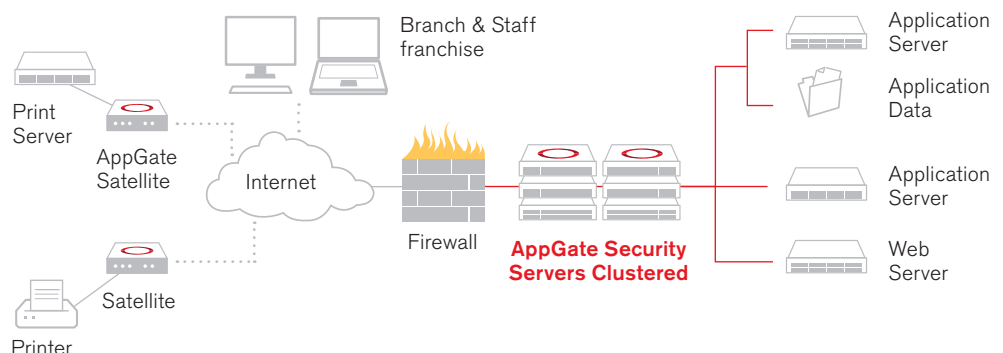 Branch & Staff
franchise
Application
Server
Print
Server
AppGate
Satellite
Application
Data
Internet
Firewall
AppGate Security
Servers Clustered
Application
Server
Satellite
Web
Server
Printer